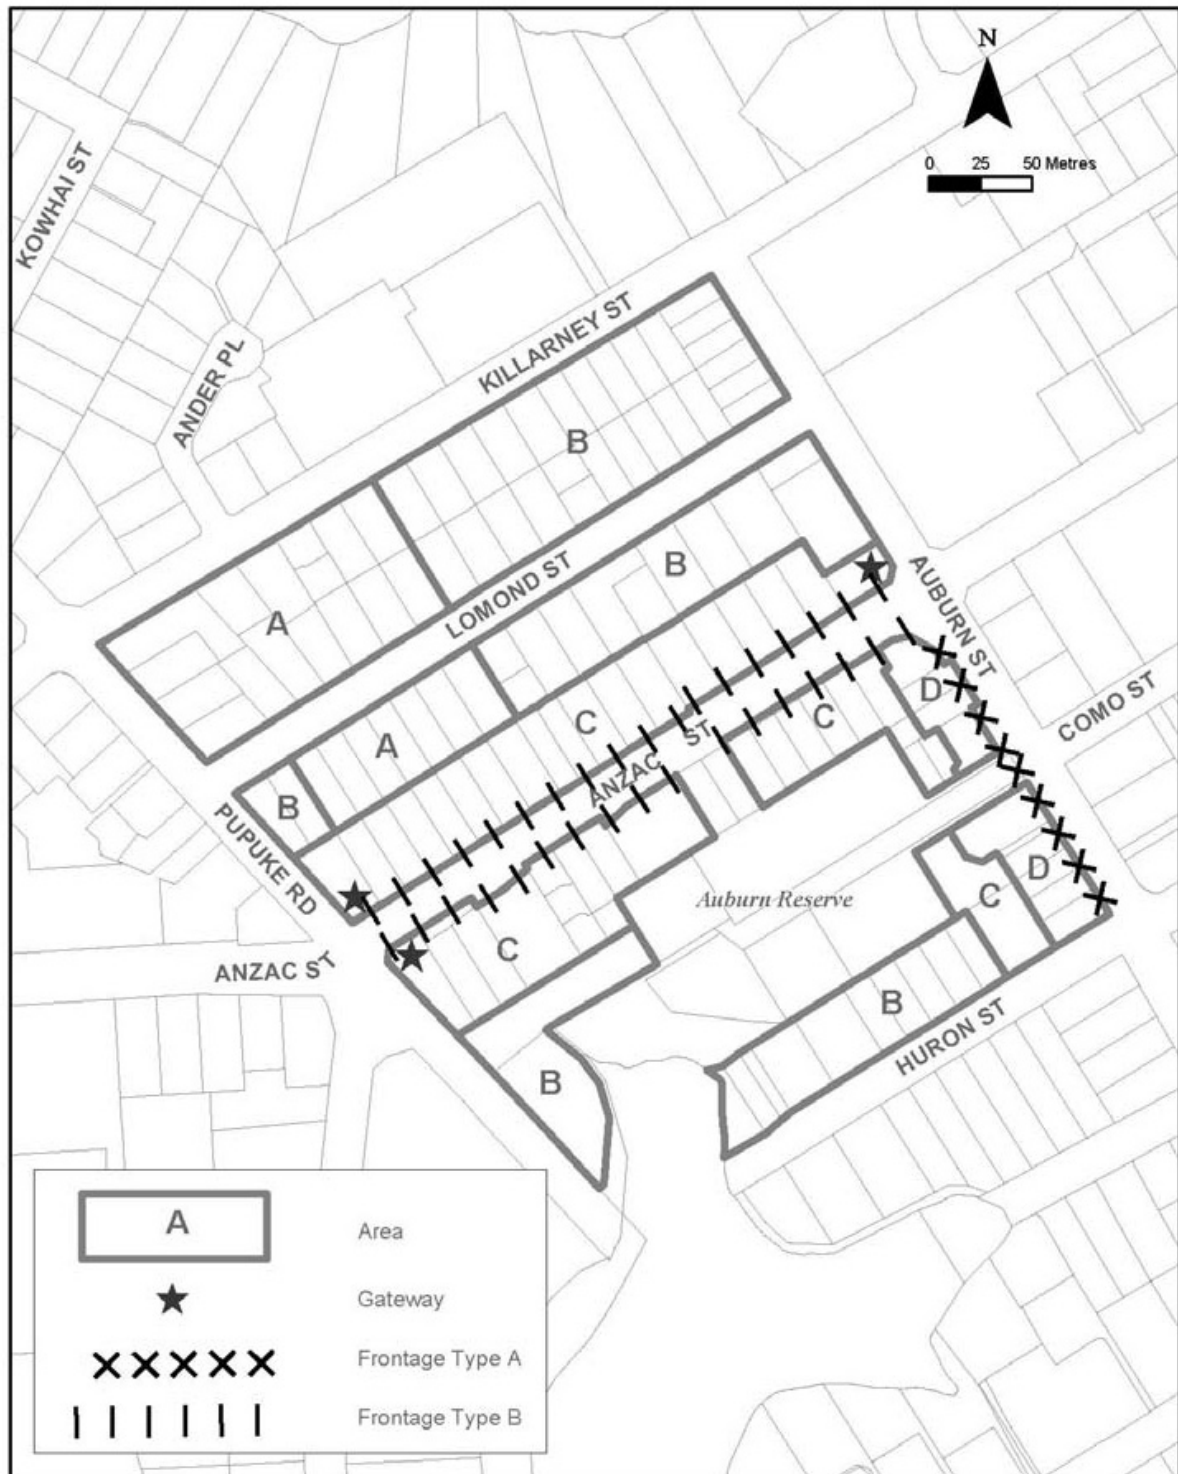 N
0 25 50 Metres
KOWHAI ST
ANDER PL
KILLARNEY ST
B
A
LOMOND ST
B
AUBURN ST
A
C
B
ANZAC ST
C
D
COMO ST
PUPUKE RD
D
C
Auburn Reserve
ANZAC ST
C
B
HURON ST
B
A Area
Gateway
Frontage Type A
Frontage Type B